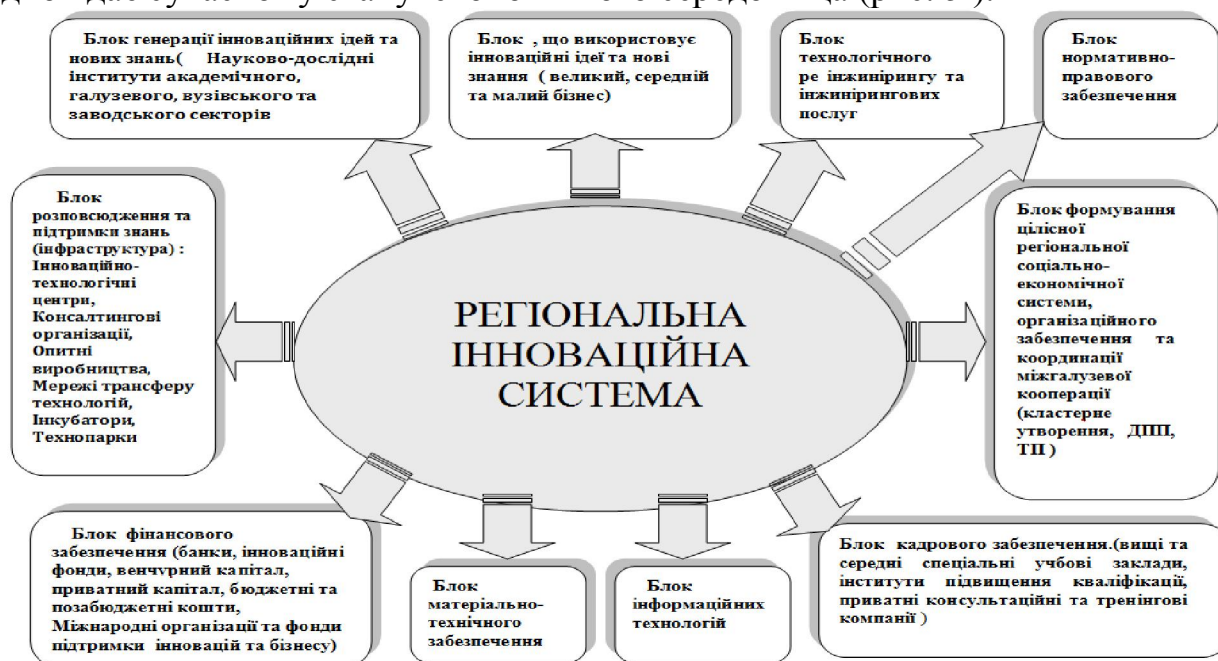 Блок генерації інноваційних ідей та
нових знань( Науково-дослідні
інститути академічного,
галузевого, вузівського та
заводського секторів
Блок , що використовує
інноваційні ідеї та нові
знання ( великий, середній
та малий бізнес)
Блок
технологічного
ре інжинірингу та
інжинірингових
послуг
Блок
нормативно-
правового
забезпечення
Блок
розповсюдження та
підтримки знань
(інфраструктура) :
Інноваційно-
технологічні
центри,
Консалтингові
організації,
Опитні
виробництва,
Мережі трансферу
технологій,
Інкубатори,
Технопарки
РЕГІОНАЛЬНА
ІННОВАЦІЙНА
СИСТЕМА
Блок формування
цілісної
регіональної
соціально-
економічної
системи,
організаційного
забезпечення та
координації
міжгалузевої
кооперації
(кластерне
утворення, ДПП,
ТП )
Блок фінансового
забезпечення (банки, інноваційні
фонди, венчурний капітал,
приватний капітал, бюджетні та
позабюджетні кошти,
Міжнародні організації та фонди
підтримки інновацій та бізнесу)
Блок
матеріально-
технічного
забезпечення
Блок
інформаційних
технологій
Блок кадрового забезпечення.(вищі та
середні спеціальні учбові заклади,
інститути підвищення кваліфікації,
приватні консультаційні та тренінгові
компанії )